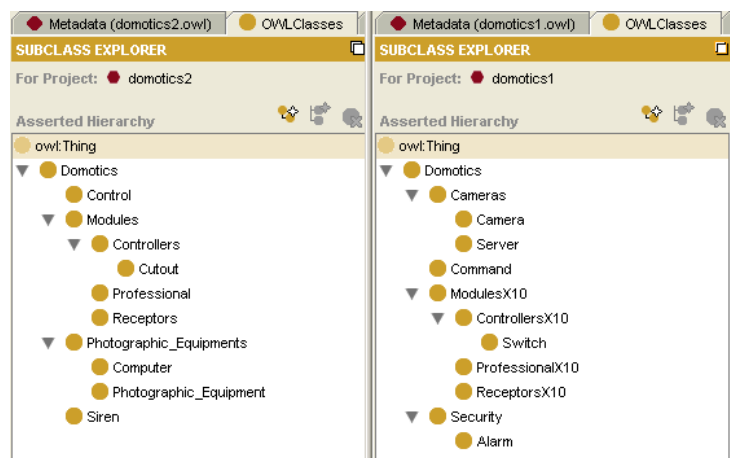 Metadata (domotics2.owl)
OWLClasses
SUBCLASS EXPLORER
For Project: domotics2
Asserted Hierarchy
owl:Thing
Domotics
Control
Modules
Controllers
Cutout
Professional
Receptors
Photographic_Equipments
Computer
Photographic_Equipment
Siren
Metadata (domotics1.owl)
OWLClasses
SUBCLASS EXPLORER
For Project: domotics1
Asserted Hierarchy
owl:Thing
Domotics
Cameras
Camera
Server
Command
ModulesX10
ControllersX10
Switch
ProfessionalX10
ReceptorsX10
Security
Alarm